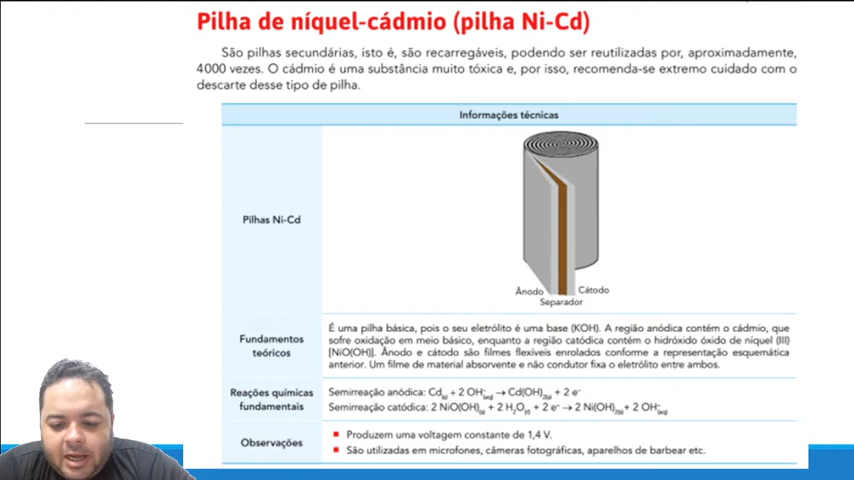 Pilha de níquel-cádmio (pilha Ni-Cd)
São pilhas secundárias, isto é, são recarregáveis, podendo ser reutilizadas por, aproximadamente,
4000 vezes. O cádmio é uma substância muito tóxica e, por isso, recomenda-se extremo cuidado com o
descarte desse tipo de pilha.
Informações técnicas
Pilhas Ni-Cd
Ânodo
Cátodo
Separador
Fundamentos
teóricos
É uma pilha básica, pois o seu eletrólito é uma base (KOH). A região anódica contém o cádmio, que
sofre oxidação em meio básico, enquanto a região catódica contém o hidróxido óxido de níquel (III)
[NiO(OH)]. Ânodo e cátodo são filmes flexíveis enrolados conforme a representação esquemática
anterior. Um filme de material absorvente e não condutor fixa o eletrólito entre ambos.
Reações químicas
fundamentais
Semirreação anódica: Cd(s) + 2 OH⁻(aq) → Cd(OH)2(s) + 2 e⁻
Semirreação catódica: 2 NiO(OH)(s) + 2 H2O(l) + 2 e⁻ → 2 Ni(OH)2(s) + 2 OH⁻(aq)
Observações
■ Produzem uma voltagem constante de 1,4 V.
■ São utilizadas em microfones, câmeras fotográficas, aparelhos de barbear etc.